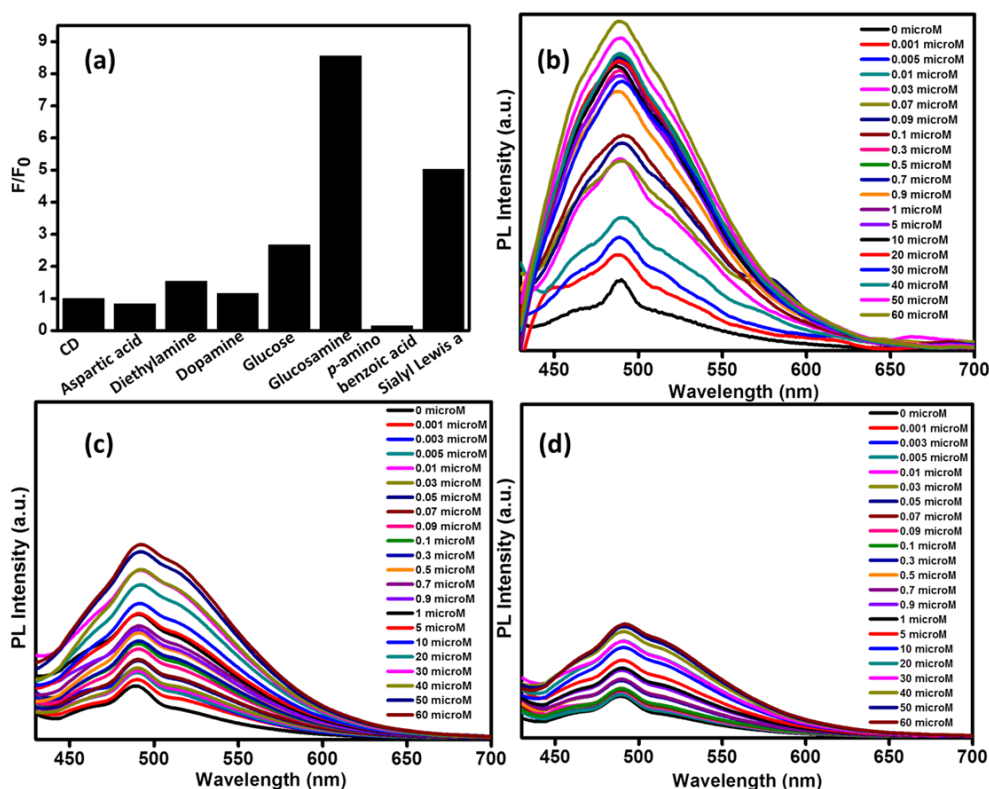 (a)
F/F0
9
8
7
6
5
4
3
2
1
0
CD
Aspartic acid
Diethylamine
Dopamine
Glucose
Glucosamine
p-amino
benzoic acid
Sialyl Lewis a
(b)
PL Intensity (a.u.)
0 microM
0.001 microM
0.005 microM
0.01 microM
0.03 microM
0.07 microM
0.09 microM
0.1 microM
0.3 microM
0.5 microM
0.7 microM
0.9 microM
1 microM
5 microM
10 microM
20 microM
30 microM
40 microM
50 microM
60 microM
450 500 550 600 650 700
Wavelength (nm)
(c)
PL Intensity (a.u.)
0 microM
0.001 microM
0.003 microM
0.005 microM
0.01 microM
0.03 microM
0.05 microM
0.07 microM
0.09 microM
0.1 microM
0.3 microM
0.5 microM
0.7 microM
0.9 microM
1 microM
5 microM
10 microM
20 microM
30 microM
40 microM
50 microM
60 microM
450 500 550 600 650 700
Wavelength (nm)
(d)
PL Intensity (a.u.)
0 microM
0.001 microM
0.003 microM
0.005 microM
0.01 microM
0.03 microM
0.05 microM
0.07 microM
0.09 microM
0.1 microM
0.3 microM
0.5 microM
0.7 microM
0.9 microM
1 microM
5 microM
10 microM
20 microM
30 microM
40 microM
50 microM
60 microM
450 500 550 600 650 700
Wavelength (nm)